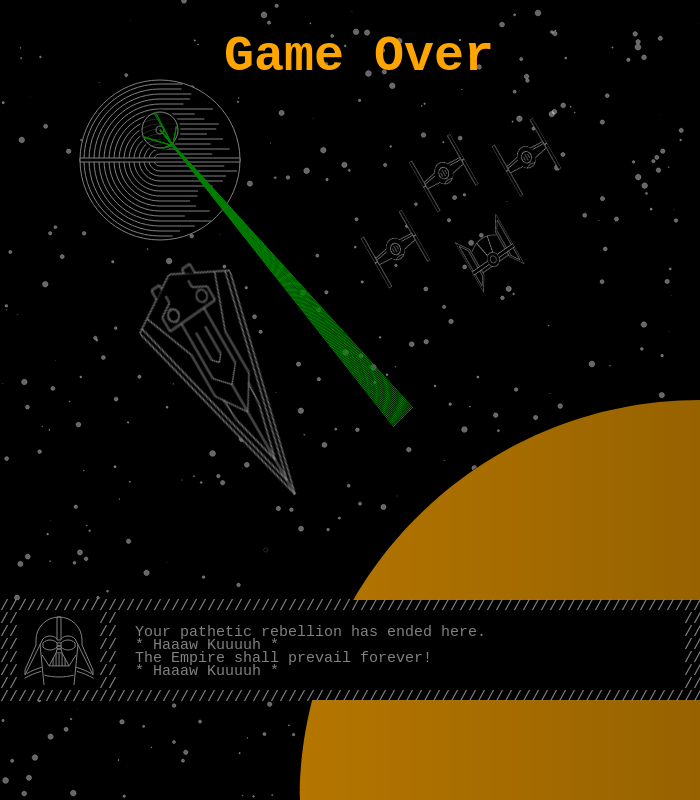 Game Over
Your pathetic rebellion has ended here.
* Haaaw Kuuuuh *
The Empire shall prevail forever!
* Haaaw Kuuuuh *